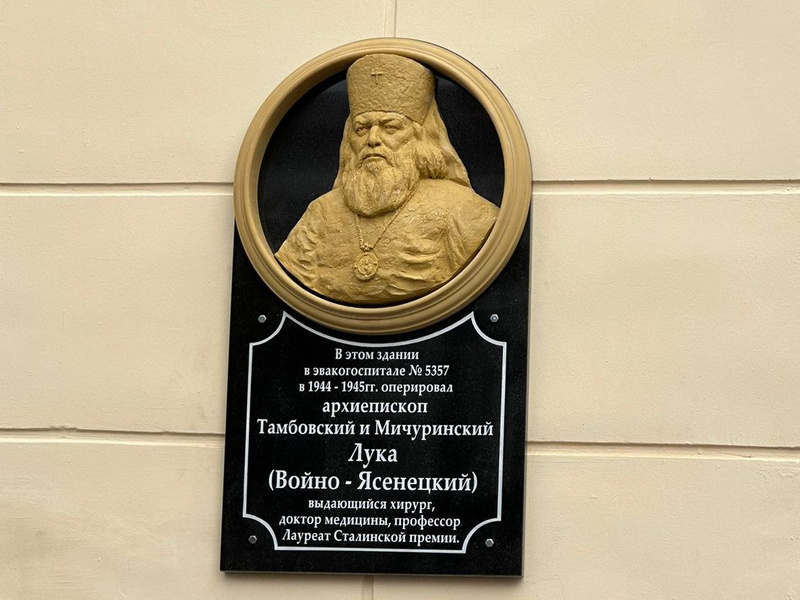 В этом здании
в эвакогоспитале № 5357
в 1944 - 1945гг. оперировал
архиепископ
Тамбовский и Мичуринский
Лука
(Войно - Ясенецкий)
выдающийся хирург,
доктор медицины, профессор
Лауреат Сталинской премии.